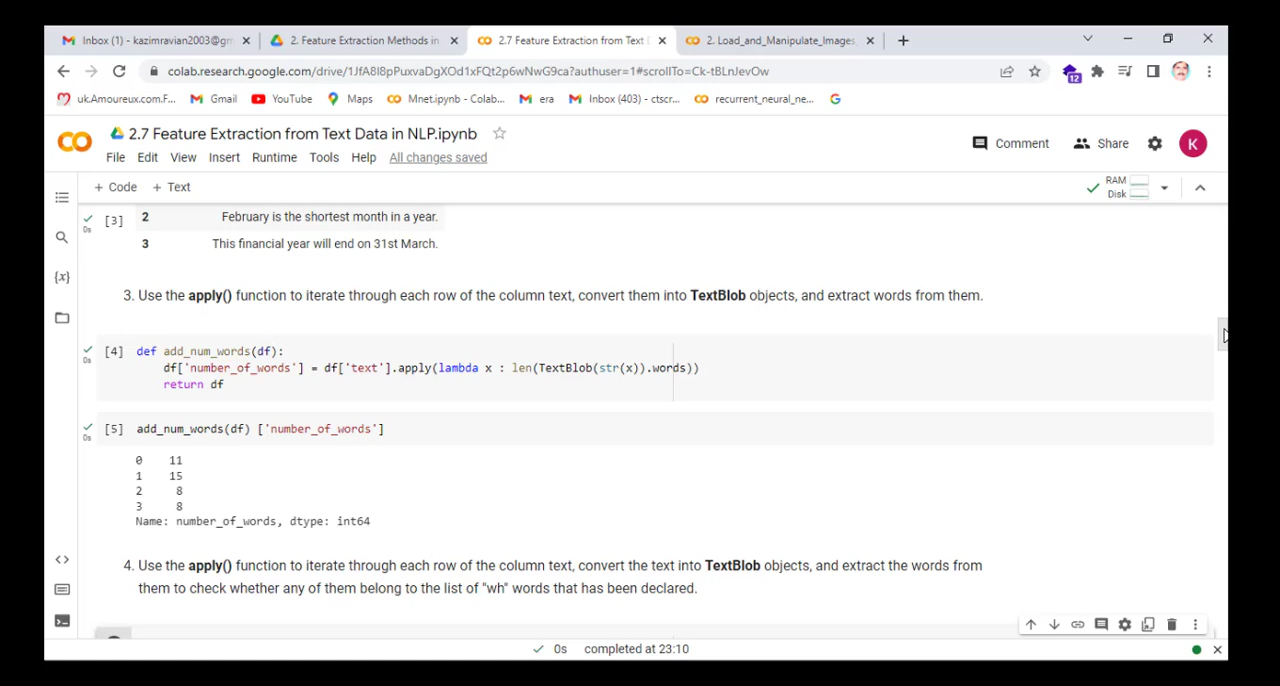 Inbox (1) - kazimravian2003@gm
2. Feature Extraction Methods in
2.7 Feature Extraction from Text D
2. Load_and_Manipulate_Images_
colab.research.google.com/drive/1JfA8l8pPuxvaDgXOd1xFQt2p6wNwG9ca?authuser=1#scrollTo=Ck-tBLnJevOw
12
uk.Amoureux.com.F... Gmail YouTube Maps Mnet.ipynb - Colab... era Inbox (403) - ctscr... recurrent_neural_ne...
2.7 Feature Extraction from Text Data in NLP.ipynb
File Edit View Insert Runtime Tools Help All changes saved
Comment Share K
+ Code + Text
RAM
Disk
[3] 2 February is the shortest month in a year.
0s
3 This financial year will end on 31st March.
3. Use the apply() function to iterate through each row of the column text, convert them into TextBlob objects, and extract words from them.
[4] def add_num_words(df):
0s df['number_of_words'] = df['text'].apply(lambda x : len(TextBlob(str(x)).words))
return df
[5] add_num_words(df) ['number_of_words']
0s
0 11
1 15
2 8
3 8
Name: number_of_words, dtype: int64
4. Use the apply() function to iterate through each row of the column text, convert the text into TextBlob objects, and extract the words from
them to check whether any of them belong to the list of "wh" words that has been declared.
0s completed at 23:10